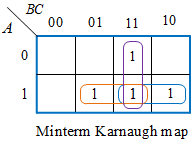 BC
A 00 01 11 10
0 1
1 1 1 1
Minterm Karnaugh map